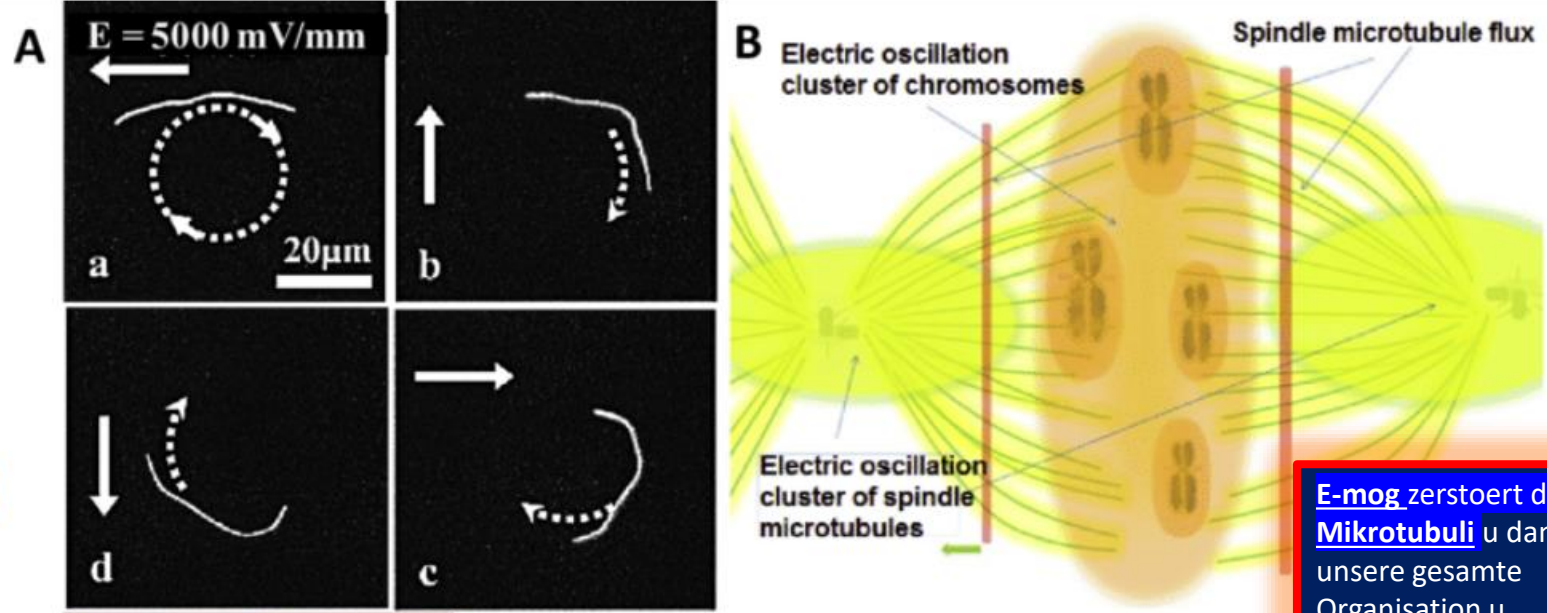 A
E = 5000 mV/mm
a
20μm
b
d
c
B
Electric oscillation
cluster of chromosomes
Spindle microtubule flux
Electric oscillation
cluster of spindle
microtubules
E-mog zerstoert
Mikrotubuli u
unsere gesamte
Organisation u